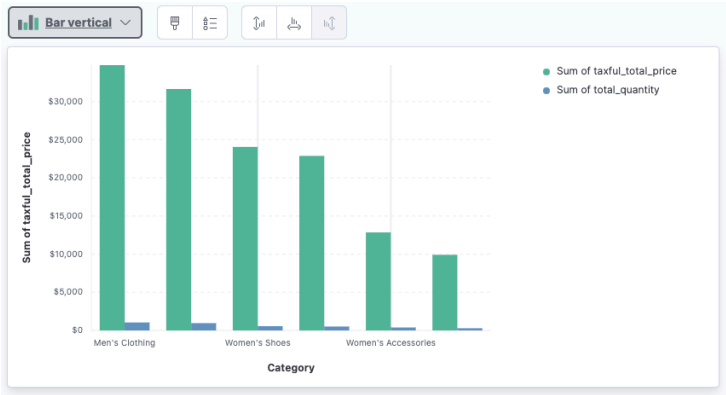 Bar vertical
Sum of taxful_total_price
Sum of total_quantity
Sum of taxful_total_price
$30,000
$25,000
$20,000
$15,000
$10,000
$5,000
$0
Men's Clothing
Women's Shoes
Women's Accessories
Category